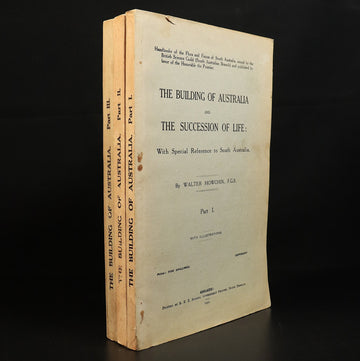 THE BUILDING OF AUSTRALIA. Part III.
THE BUILDING OF AUSTRALIA. Part II.
THE BUILDING OF AUSTRALIA. Part I.
Handbooks of the Flora and Fauna of South Australia, issued by the
British Science Guild (South Australian Branch) and published by
favor of the Honorable the Premier.
THE BUILDING OF AUSTRALIA
AND
THE SUCCESSION OF LIFE:
With Special Reference to South Australia.
By WALTER HOWCHIN, F.G.S.
Part I.
WITH ILLUSTRATIONS